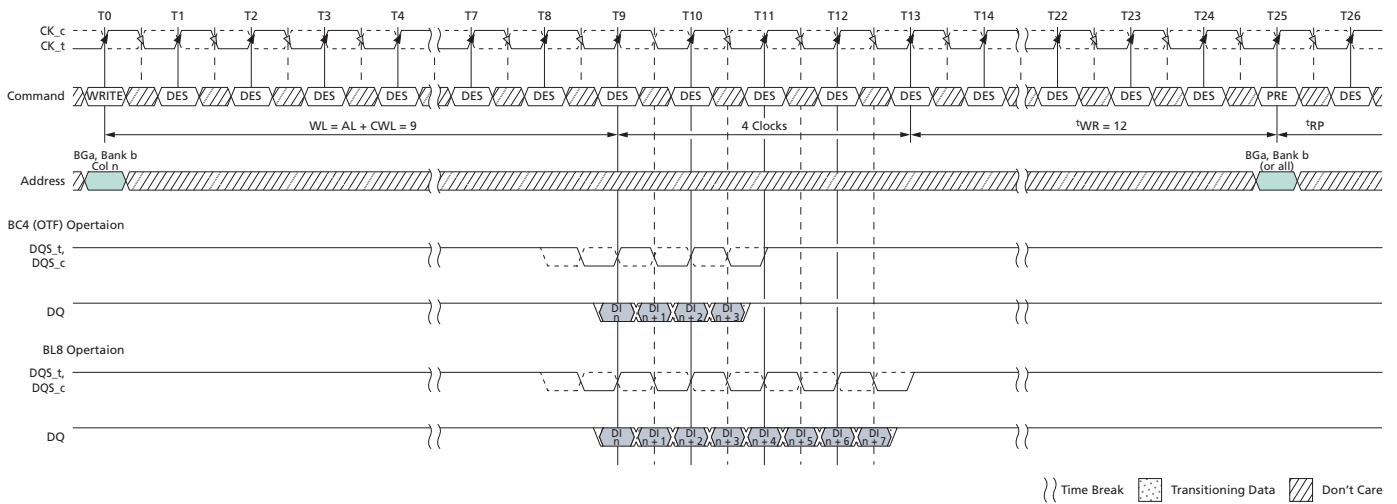 T0 T1 T2 T3 T4 T7 T8 T9 T10 T11 T12 T13 T14 T22 T23 T24 T25 T26
CK_c
CK_t
Command WRITE DES DES DES DES DES DES DES DES DES DES DES DES DES DES DES PRE DES
WL = AL + CWL = 9 4 Clocks tWR = 12 tRP
BGa, Bank b
Col n
BGa, Bank b
(or all)
Address
BC4 (OTF) Opertaion
DQS_t,
DQS_c
DQ DI n DI n + 1 DI n + 2 DI n + 3
BL8 Opertaion
DQS_t,
DQS_c
DQ DI n DI n + 1 DI n + 2 DI n + 3 DI n + 4 DI n + 5 DI n + 6 DI n + 7
Time Break Transitioning Data Don't Care